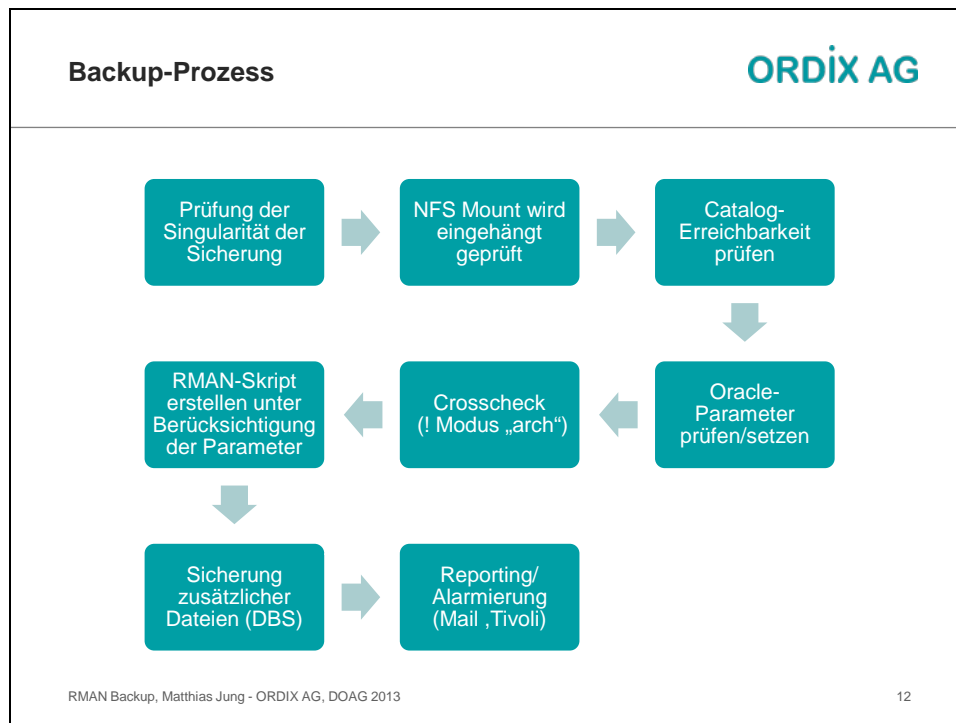 Backup-Prozess
ORDIX AG
Prüfung der
Singularität der
Sicherung
NFS Mount wird
eingehängt
geprüft
Catalog-
Erreichbarkeit
prüfen
Oracle-
Parameter
prüfen/setzen
Crosscheck
(! Modus „arch“)
RMAN-Skript
erstellen unter
Berücksichtigung
der Parameter
Sicherung
zusätzlicher
Dateien (DBS)
Reporting/
Alarmierung
(Mail ,Tivoli)
RMAN Backup, Matthias Jung - ORDIX AG, DOAG 2013
12